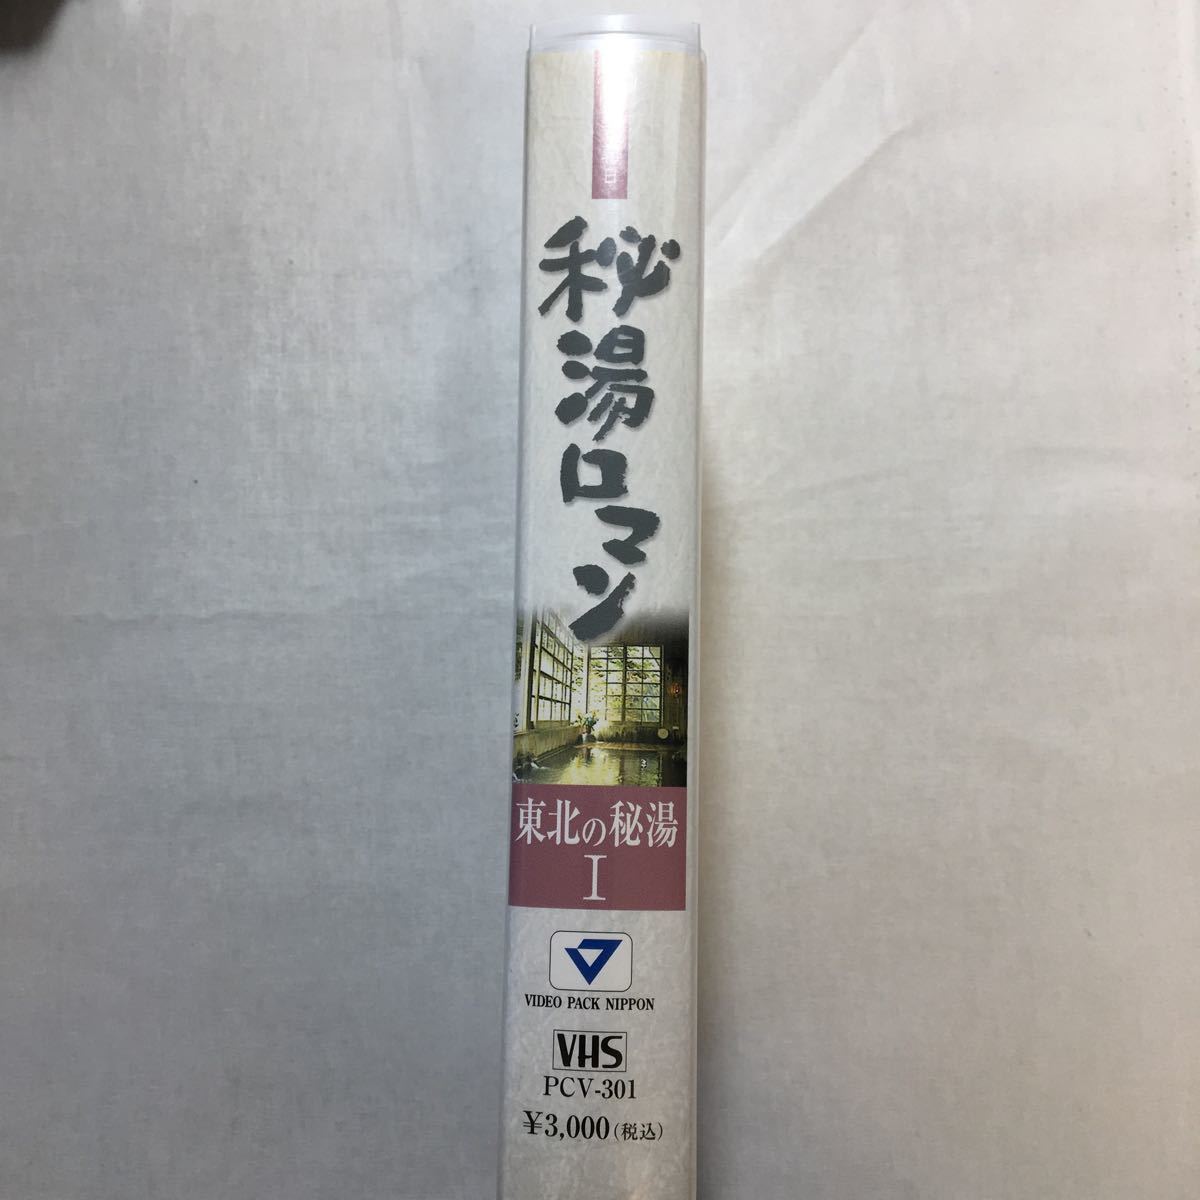 秘湯ロマン
東北の秘湯
I
VIDEO PACK NIPPON
VHS
PCV-301
¥3,000(税込)